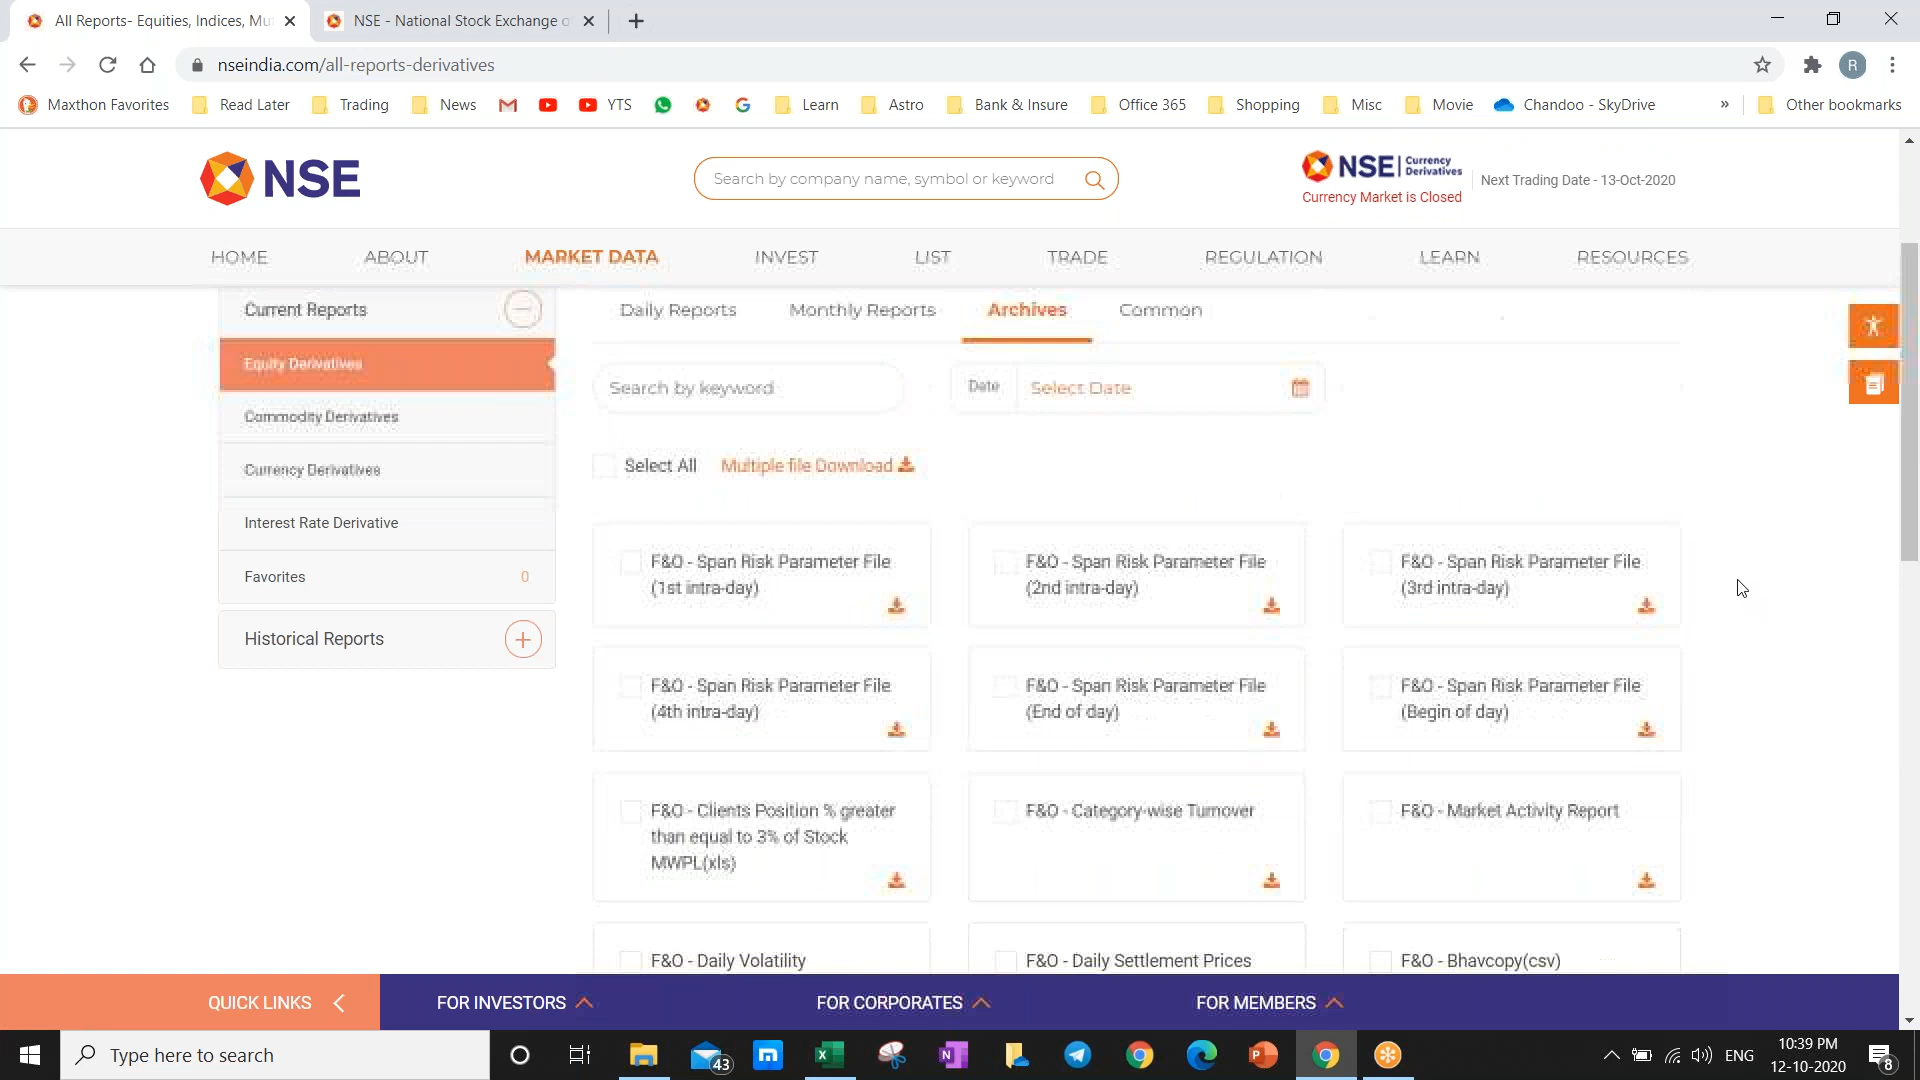 All Reports- Equities, Indices, Mu
NSE - National Stock Exchange o
nseindia.com/all-reports-derivatives
R
Maxthon Favorites
Read Later
Trading
News
YTS
Learn
Astro
Bank & Insure
Office 365
Shopping
Misc
Movie
Chandoo - SkyDrive
»
Other bookmarks
NSE
Search by company name, symbol or keyword
NSE
Currency
Derivatives
Currency Market is Closed
Next Trading Date - 13-Oct-2020
HOME
ABOUT
MARKET DATA
INVEST
LIST
TRADE
REGULATION
LEARN
RESOURCES
Current Reports
Equity Derivatives
Commodity Derivatives
Currency Derivatives
Interest Rate Derivative
Favorites 0
Historical Reports
Daily Reports
Monthly Reports
Archives
Common
Search by keyword
Date
Select Date
Select All
Multiple file Download
F&O - Span Risk Parameter File
(1st intra-day)
F&O - Span Risk Parameter File
(2nd intra-day)
F&O - Span Risk Parameter File
(3rd intra-day)
F&O - Span Risk Parameter File
(4th intra-day)
F&O - Span Risk Parameter File
(End of day)
F&O - Span Risk Parameter File
(Begin of day)
F&O - Clients Position % greater
than equal to 3% of Stock
MWPL(xls)
F&O - Category-wise Turnover
F&O - Market Activity Report
F&O - Daily Volatility
F&O - Daily Settlement Prices
F&O - Bhavcopy(csv)
QUICK LINKS
FOR INVESTORS
FOR CORPORATES
FOR MEMBERS
Type here to search
43
ENG
10:39 PM
12-10-2020
8